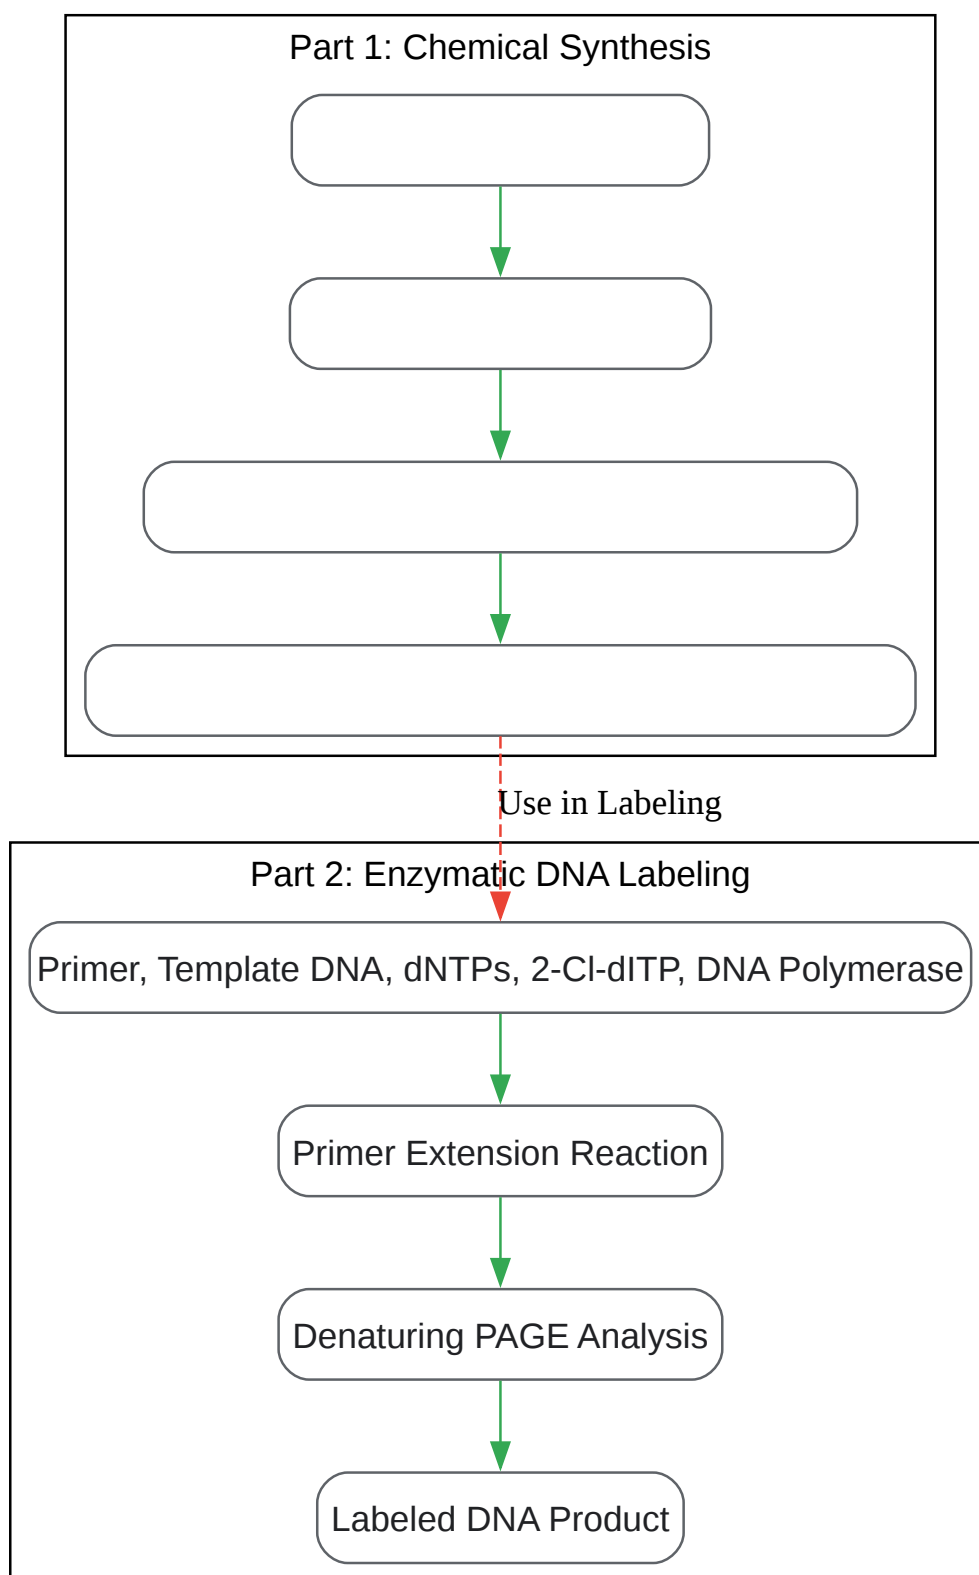 Part 1: Chemical Synthesis
Use in Labeling
Part 2: Enzymatic DNA Labeling
Primer, Template DNA, dNTPs, 2-Cl-dITP, DNA Polymerase
Primer Extension Reaction
Denaturing PAGE Analysis
Labeled DNA Product